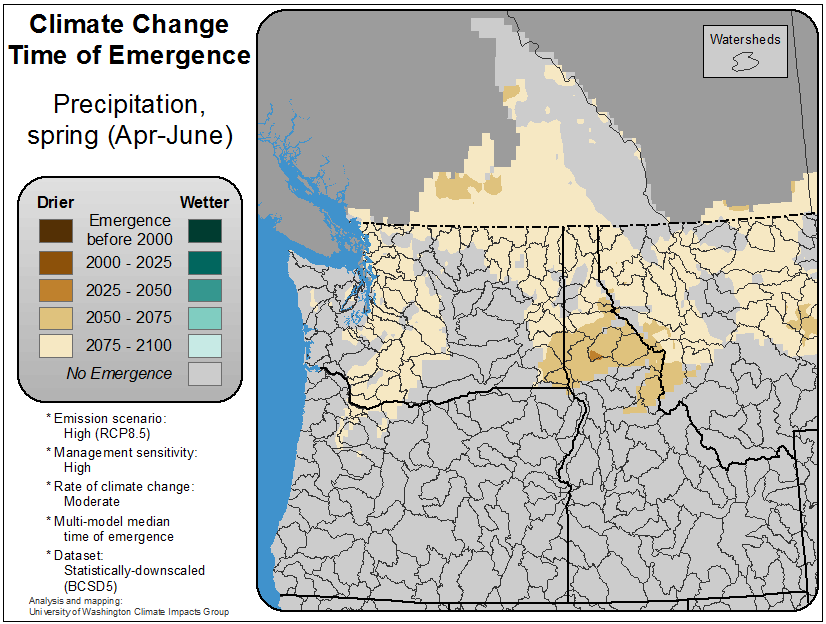 Climate Change
Time of Emergence
Precipitation,
spring (Apr-June)
Drier
Wetter
Emergence
before 2000
2000 - 2025
2025 - 2050
2050 - 2075
2075 - 2100
No Emergence
* Emission scenario:
High (RCP8.5)
* Management sensitivity:
High
* Rate of climate change:
Moderate
* Multi-model median
time of emergence
* Dataset:
Statistically-downscaled
(BCSD5)
Analysis and mapping:
University of Washington Climate Impacts Group
Watersheds